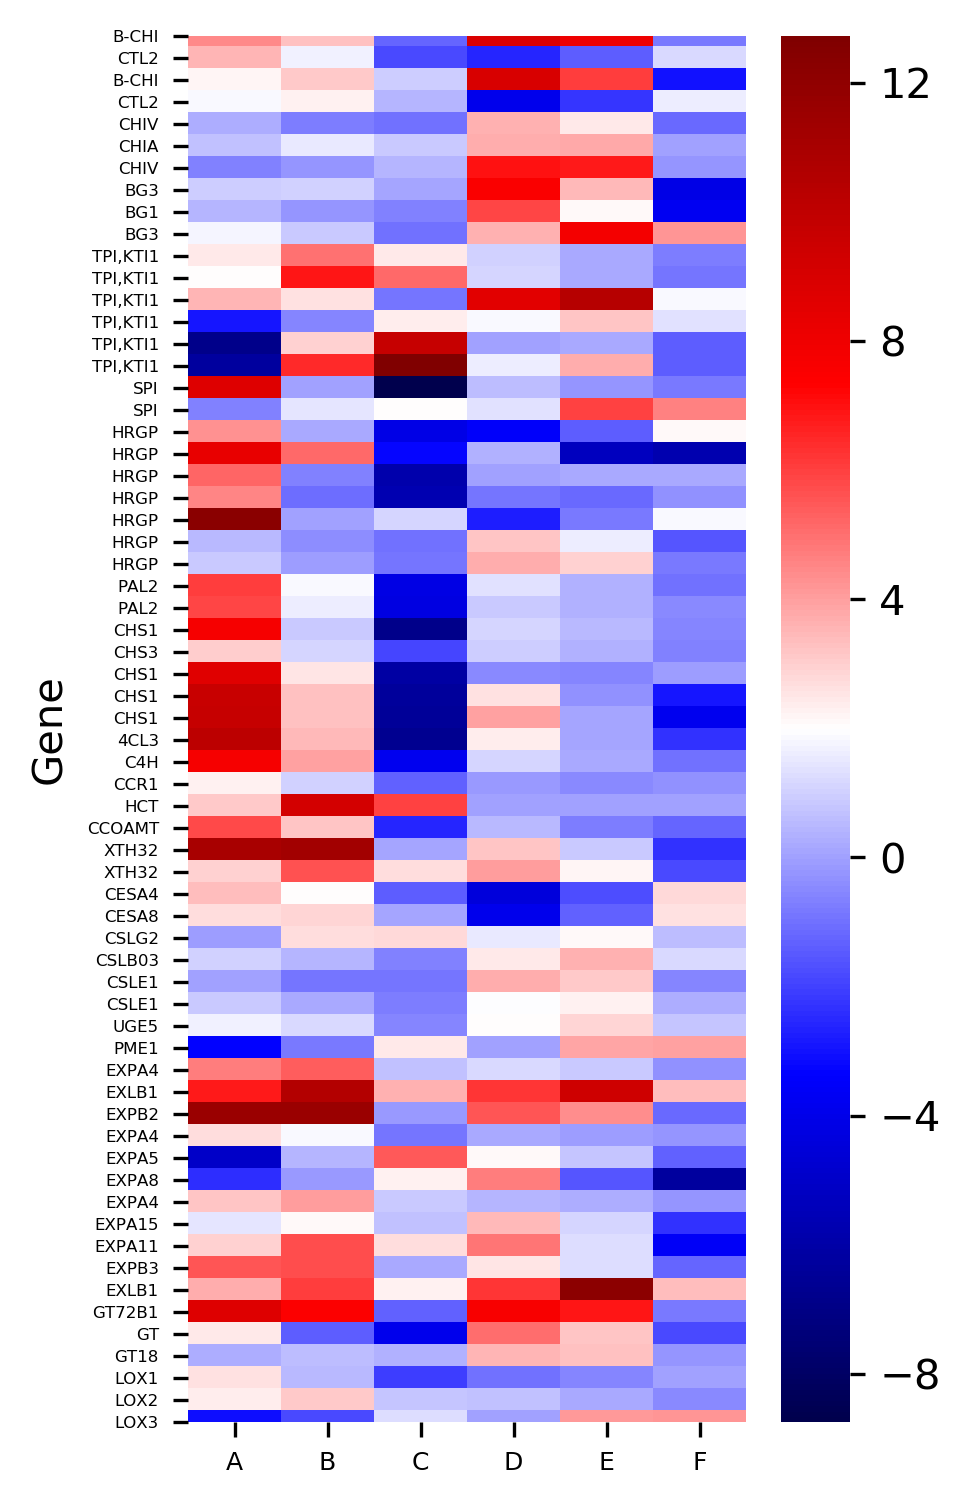 Gene
B-CHI
CTL2
B-CHI
CTL2
CHIV
CHIA
CHIV
BG3
BG1
BG3
TPI,KTI1
TPI,KTI1
TPI,KTI1
TPI,KTI1
TPI,KTI1
TPI,KTI1
SPI
SPI
HRGP
HRGP
HRGP
HRGP
HRGP
HRGP
HRGP
PAL2
PAL2
CHS1
CHS3
CHS1
CHS1
CHS1
4CL3
C4H
CCR1
HCT
CCOAMT
XTH32
XTH32
CESA4
CESA8
CSLG2
CSLB03
CSLE1
CSLE1
UGE5
PME1
EXPA4
EXLB1
EXPB2
EXPA4
EXPA5
EXPA8
EXPA4
EXPA15
EXPA11
EXPB3
EXLB1
GT72B1
GT
GT18
LOX1
LOX2
LOX3
A B C D E F
12
8
4
0
−4
−8